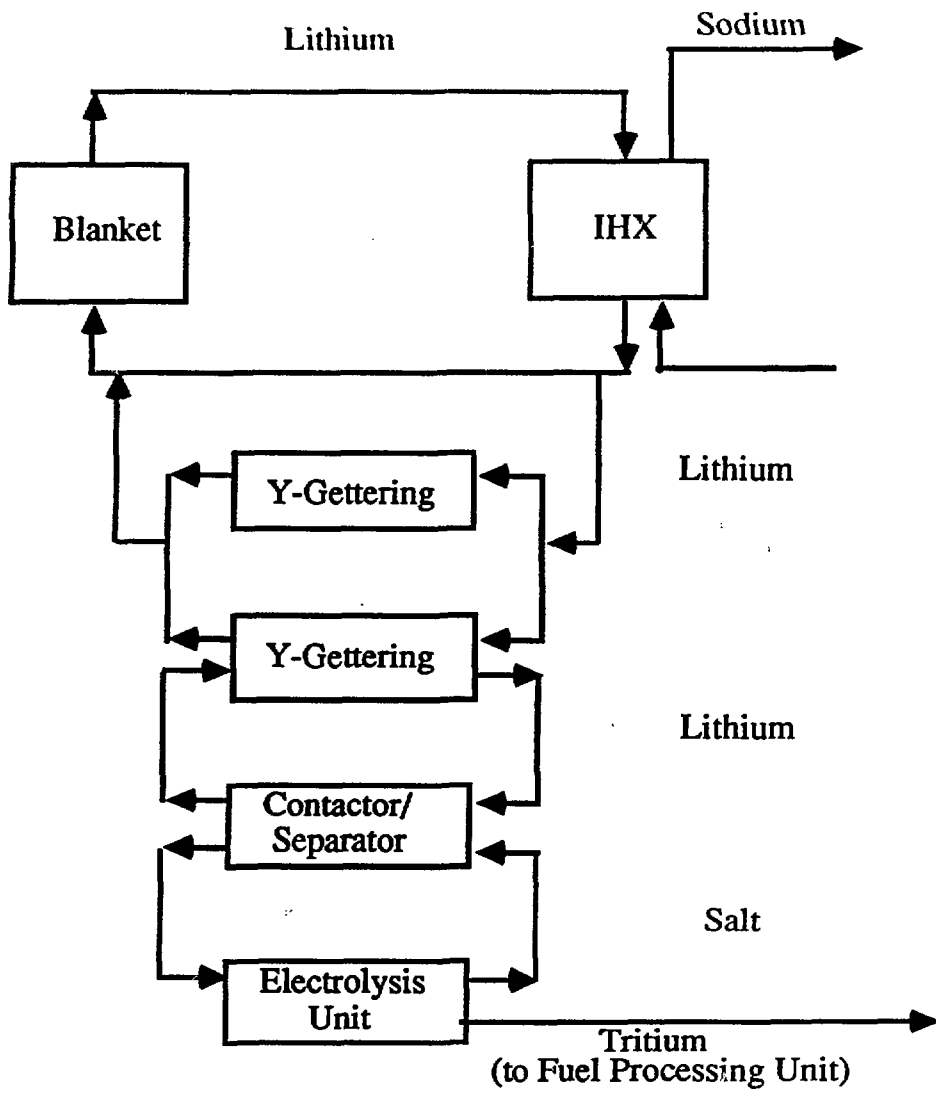 Lithium
Sodium
Blanket
IHX
Y-Gettering
Lithium
Y-Gettering
Lithium
Contactor/
Separator
Salt
Electrolysis
Unit
Tritium
(to Fuel Processing Unit)